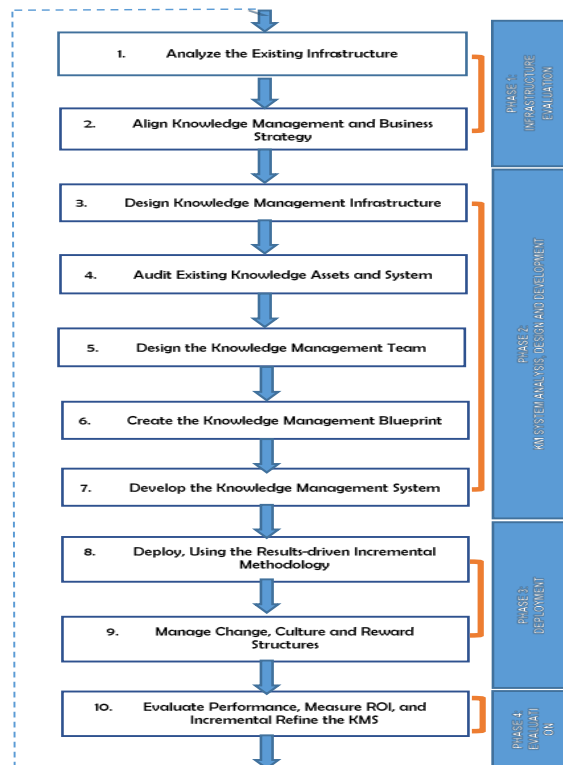 1. Analyze the Existing Infrastructure
2. Align Knowledge Management and Business
Strategy
3. Design Knowledge Management Infrastructure
4. Audit Existing Knowledge Assets and System
5. Design the Knowledge Management Team
6. Create the Knowledge Management Blueprint
7. Develop the Knowledge Management System
8. Deploy, Using the Results-driven Incremental
Methodology
9. Manage Change, Culture and Reward
Structures
10. Evaluate Performance, Measure ROI, and
Incremental Refine the KMS
PHASE 1:
INFRASTRUCTURE
EVALUATION
PHASE 2:
KM SYSTEM ANALYSIS, DESIGN AND DEVELOPMENT
PHASE 3:
DEPLOYMENT
PHASE 4:
EVALUATI
ON